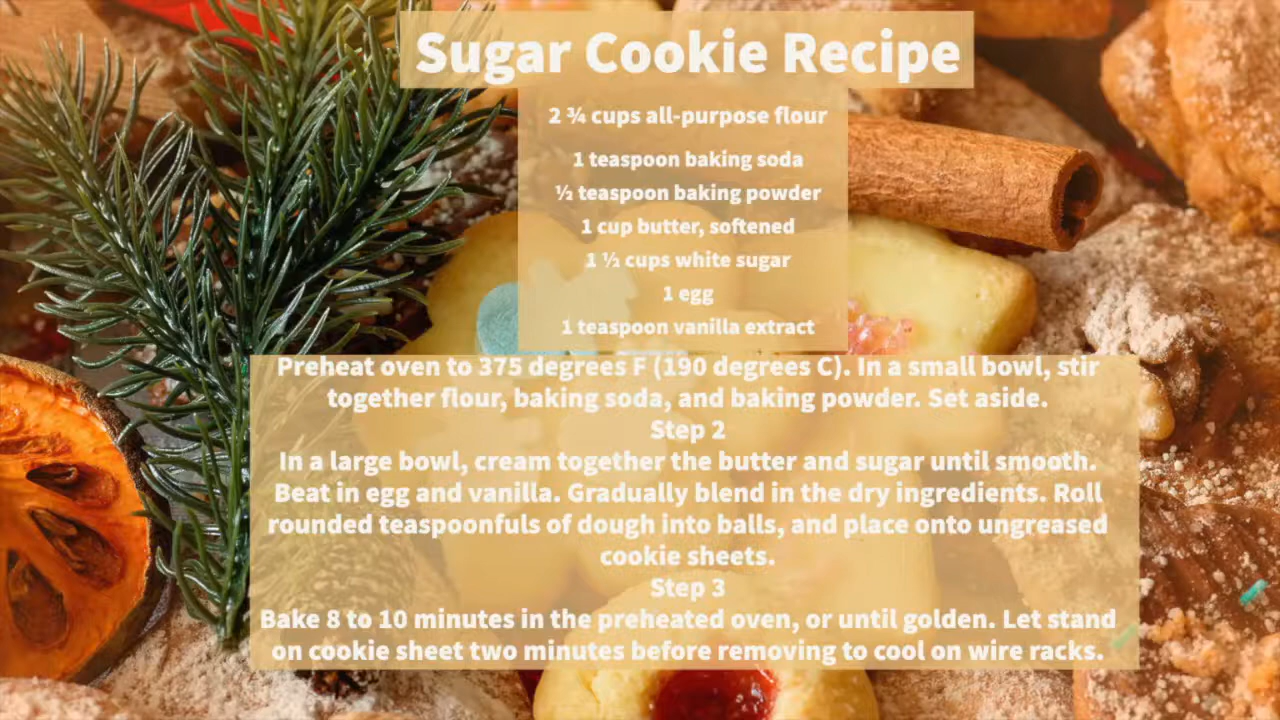 Sugar Cookie Recipe
2 ¾ cups all-purpose flour
1 teaspoon baking soda
½ teaspoon baking powder
1 cup butter, softened
1 ½ cups white sugar
1 egg
1 teaspoon vanilla extract
Preheat oven to 375 degrees F (190 degrees C). In a small bowl, stir
together flour, baking soda, and baking powder. Set aside.
Step 2
In a large bowl, cream together the butter and sugar until smooth.
Beat in egg and vanilla. Gradually blend in the dry ingredients. Roll
rounded teaspoonfuls of dough into balls, and place onto ungreased
cookie sheets.
Step 3
Bake 8 to 10 minutes in the preheated oven, or until golden. Let stand
on cookie sheet two minutes before removing to cool on wire racks.